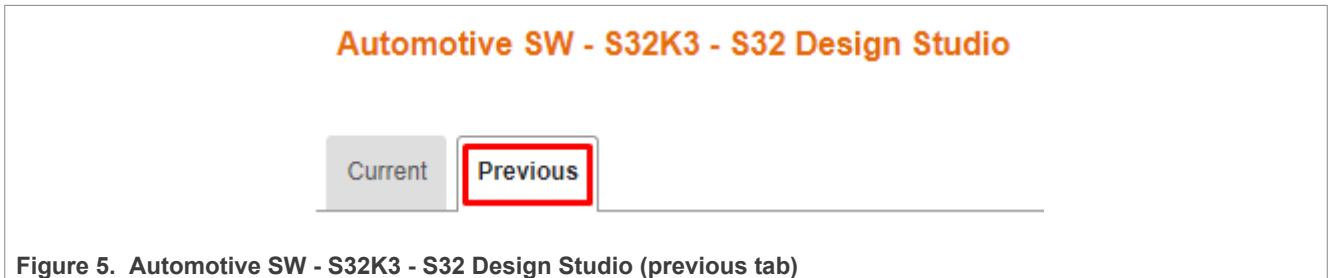 Automotive SW - S32K3 - S32 Design Studio
Current Previous
Figure 5. Automotive SW - S32K3 - S32 Design Studio (previous tab)